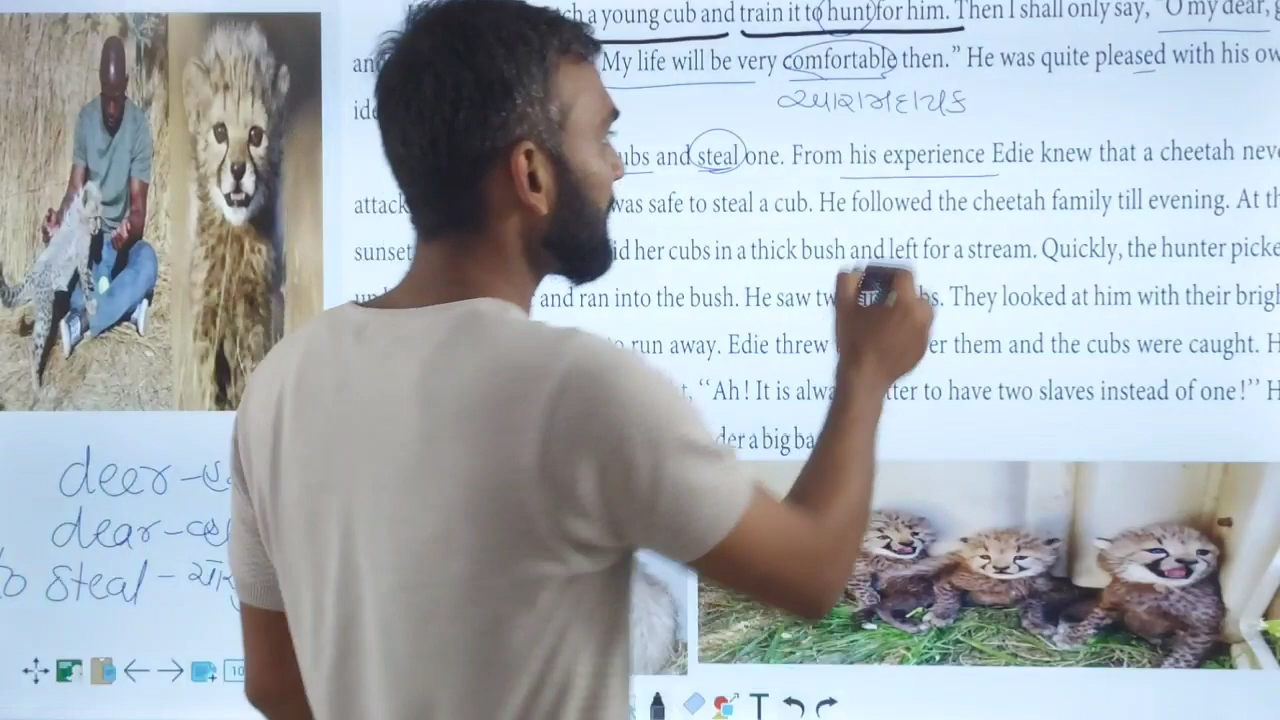 ch a young cub and train it to hunt for him. Then I shall only say, "O my dear, g
My life will be very comfortable then." He was quite pleased with his ow
ide
આરામદાયક
ubs and steal one. From his experience Edie knew that a cheetah neve
attack was safe to steal a cub. He followed the cheetah family till evening. At th
sunset id her cubs in a thick bush and left for a stream. Quickly, the hunter picke
and ran into the bush. He saw tw bs. They looked at him with their brigh
run away. Edie threw er them and the cubs were caught. H
t, "Ah! It is alwa tter to have two slaves instead of one!" H
der a big ba
deer -
dear -
to steal -
10
T